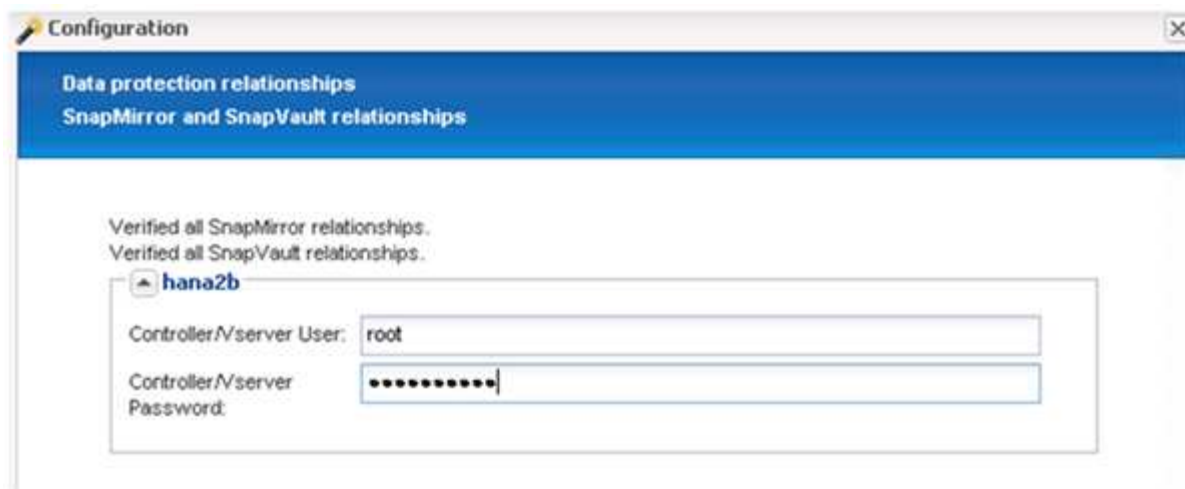 Configuration
Data protection relationships
SnapMirror and SnapVault relationships
Verified all SnapMirror relationships.
Verified all SnapVault relationships.
hana2b
Controller/Vserver User: root
Controller/Vserver
Password: ••••••••••